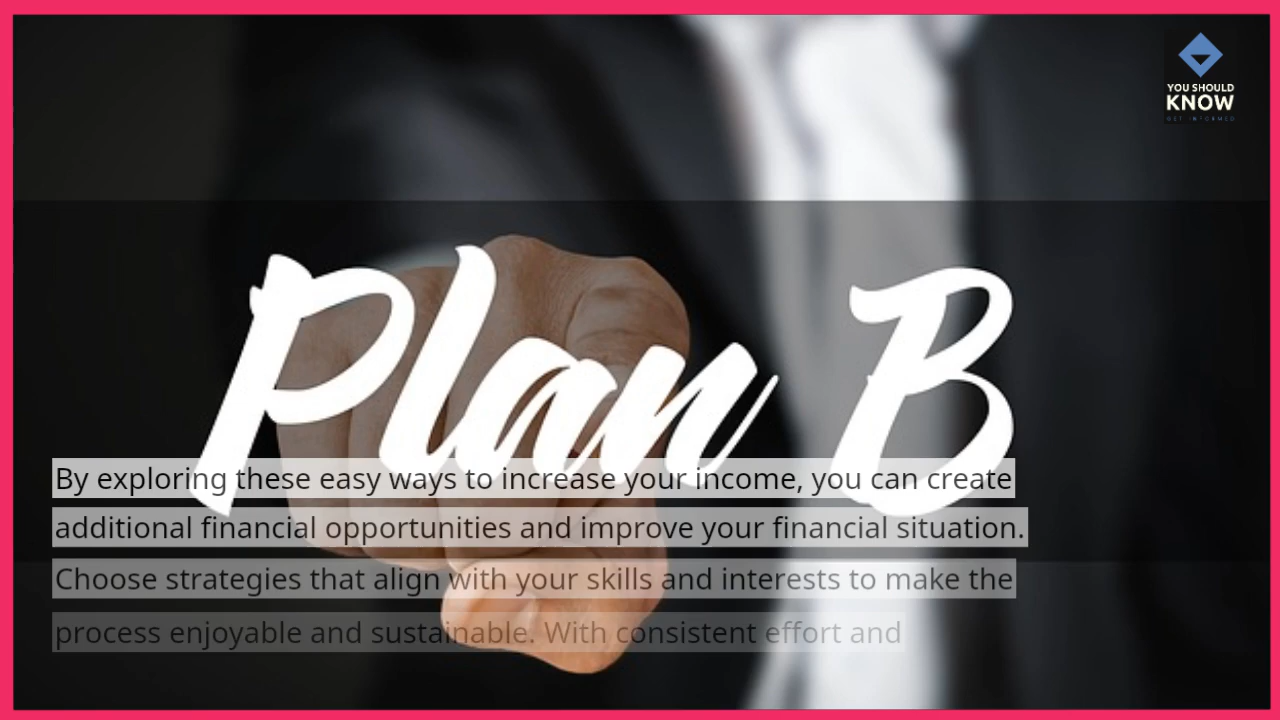 YOU SHOULD
KNOW
GET INFORMED
Plan B
By exploring these easy ways to increase your income, you can create
additional financial opportunities and improve your financial situation.
Choose strategies that align with your skills and interests to make the
process enjoyable and sustainable. With consistent effort and